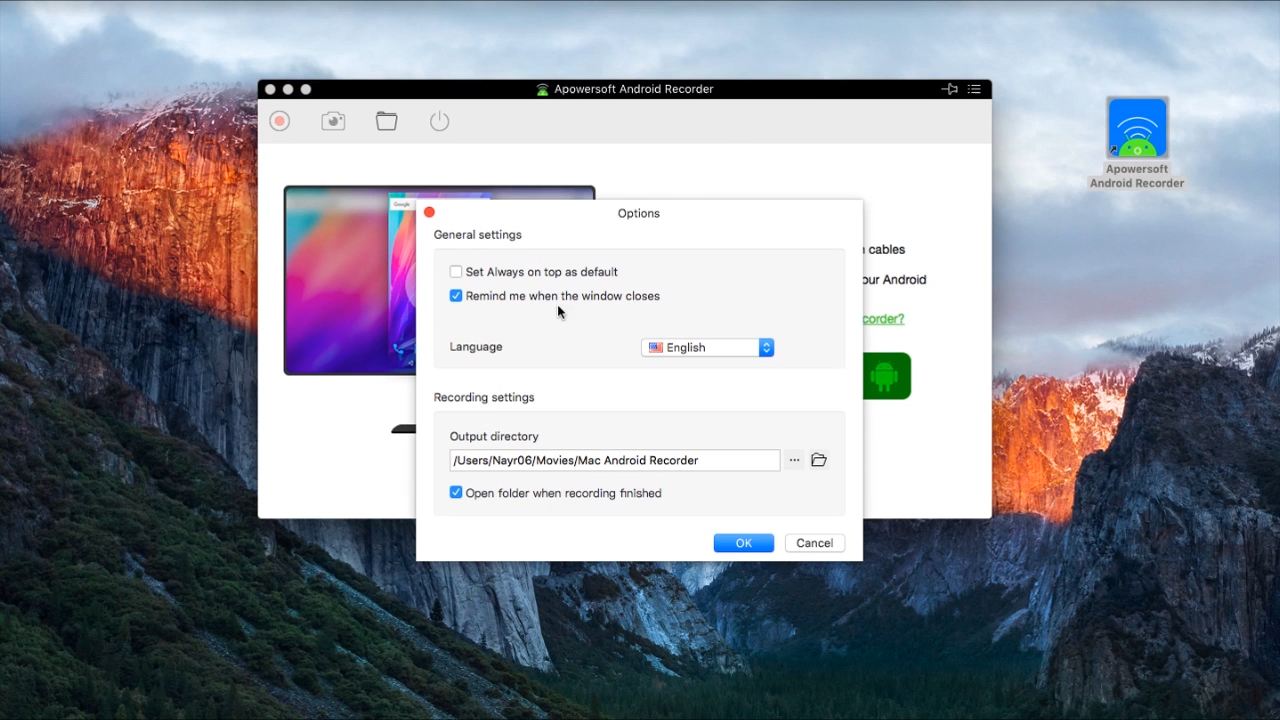 Apowersoft Android Recorder
Apowersoft
Android Recorder
Google
Options
General settings
cables
Set Always on top as default
our Android
Remind me when the window closes
corder?
Language
English
Recording settings
Output directory
/Users/Nayr06/Movies/Mac Android Recorder
...
Open folder when recording finished
OK
Cancel